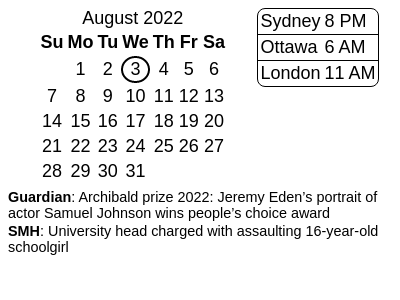 August 2022
Su Mo Tu We Th Fr Sa
1 2 3 4 5 6
7 8 9 10 11 12 13
14 15 16 17 18 19 20
21 22 23 24 25 26 27
28 29 30 31
Sydney 8 PM
Ottawa 6 AM
London 11 AM
Guardian: Archibald prize 2022: Jeremy Eden’s portrait of
actor Samuel Johnson wins people’s choice award
SMH: University head charged with assaulting 16-year-old
schoolgirl